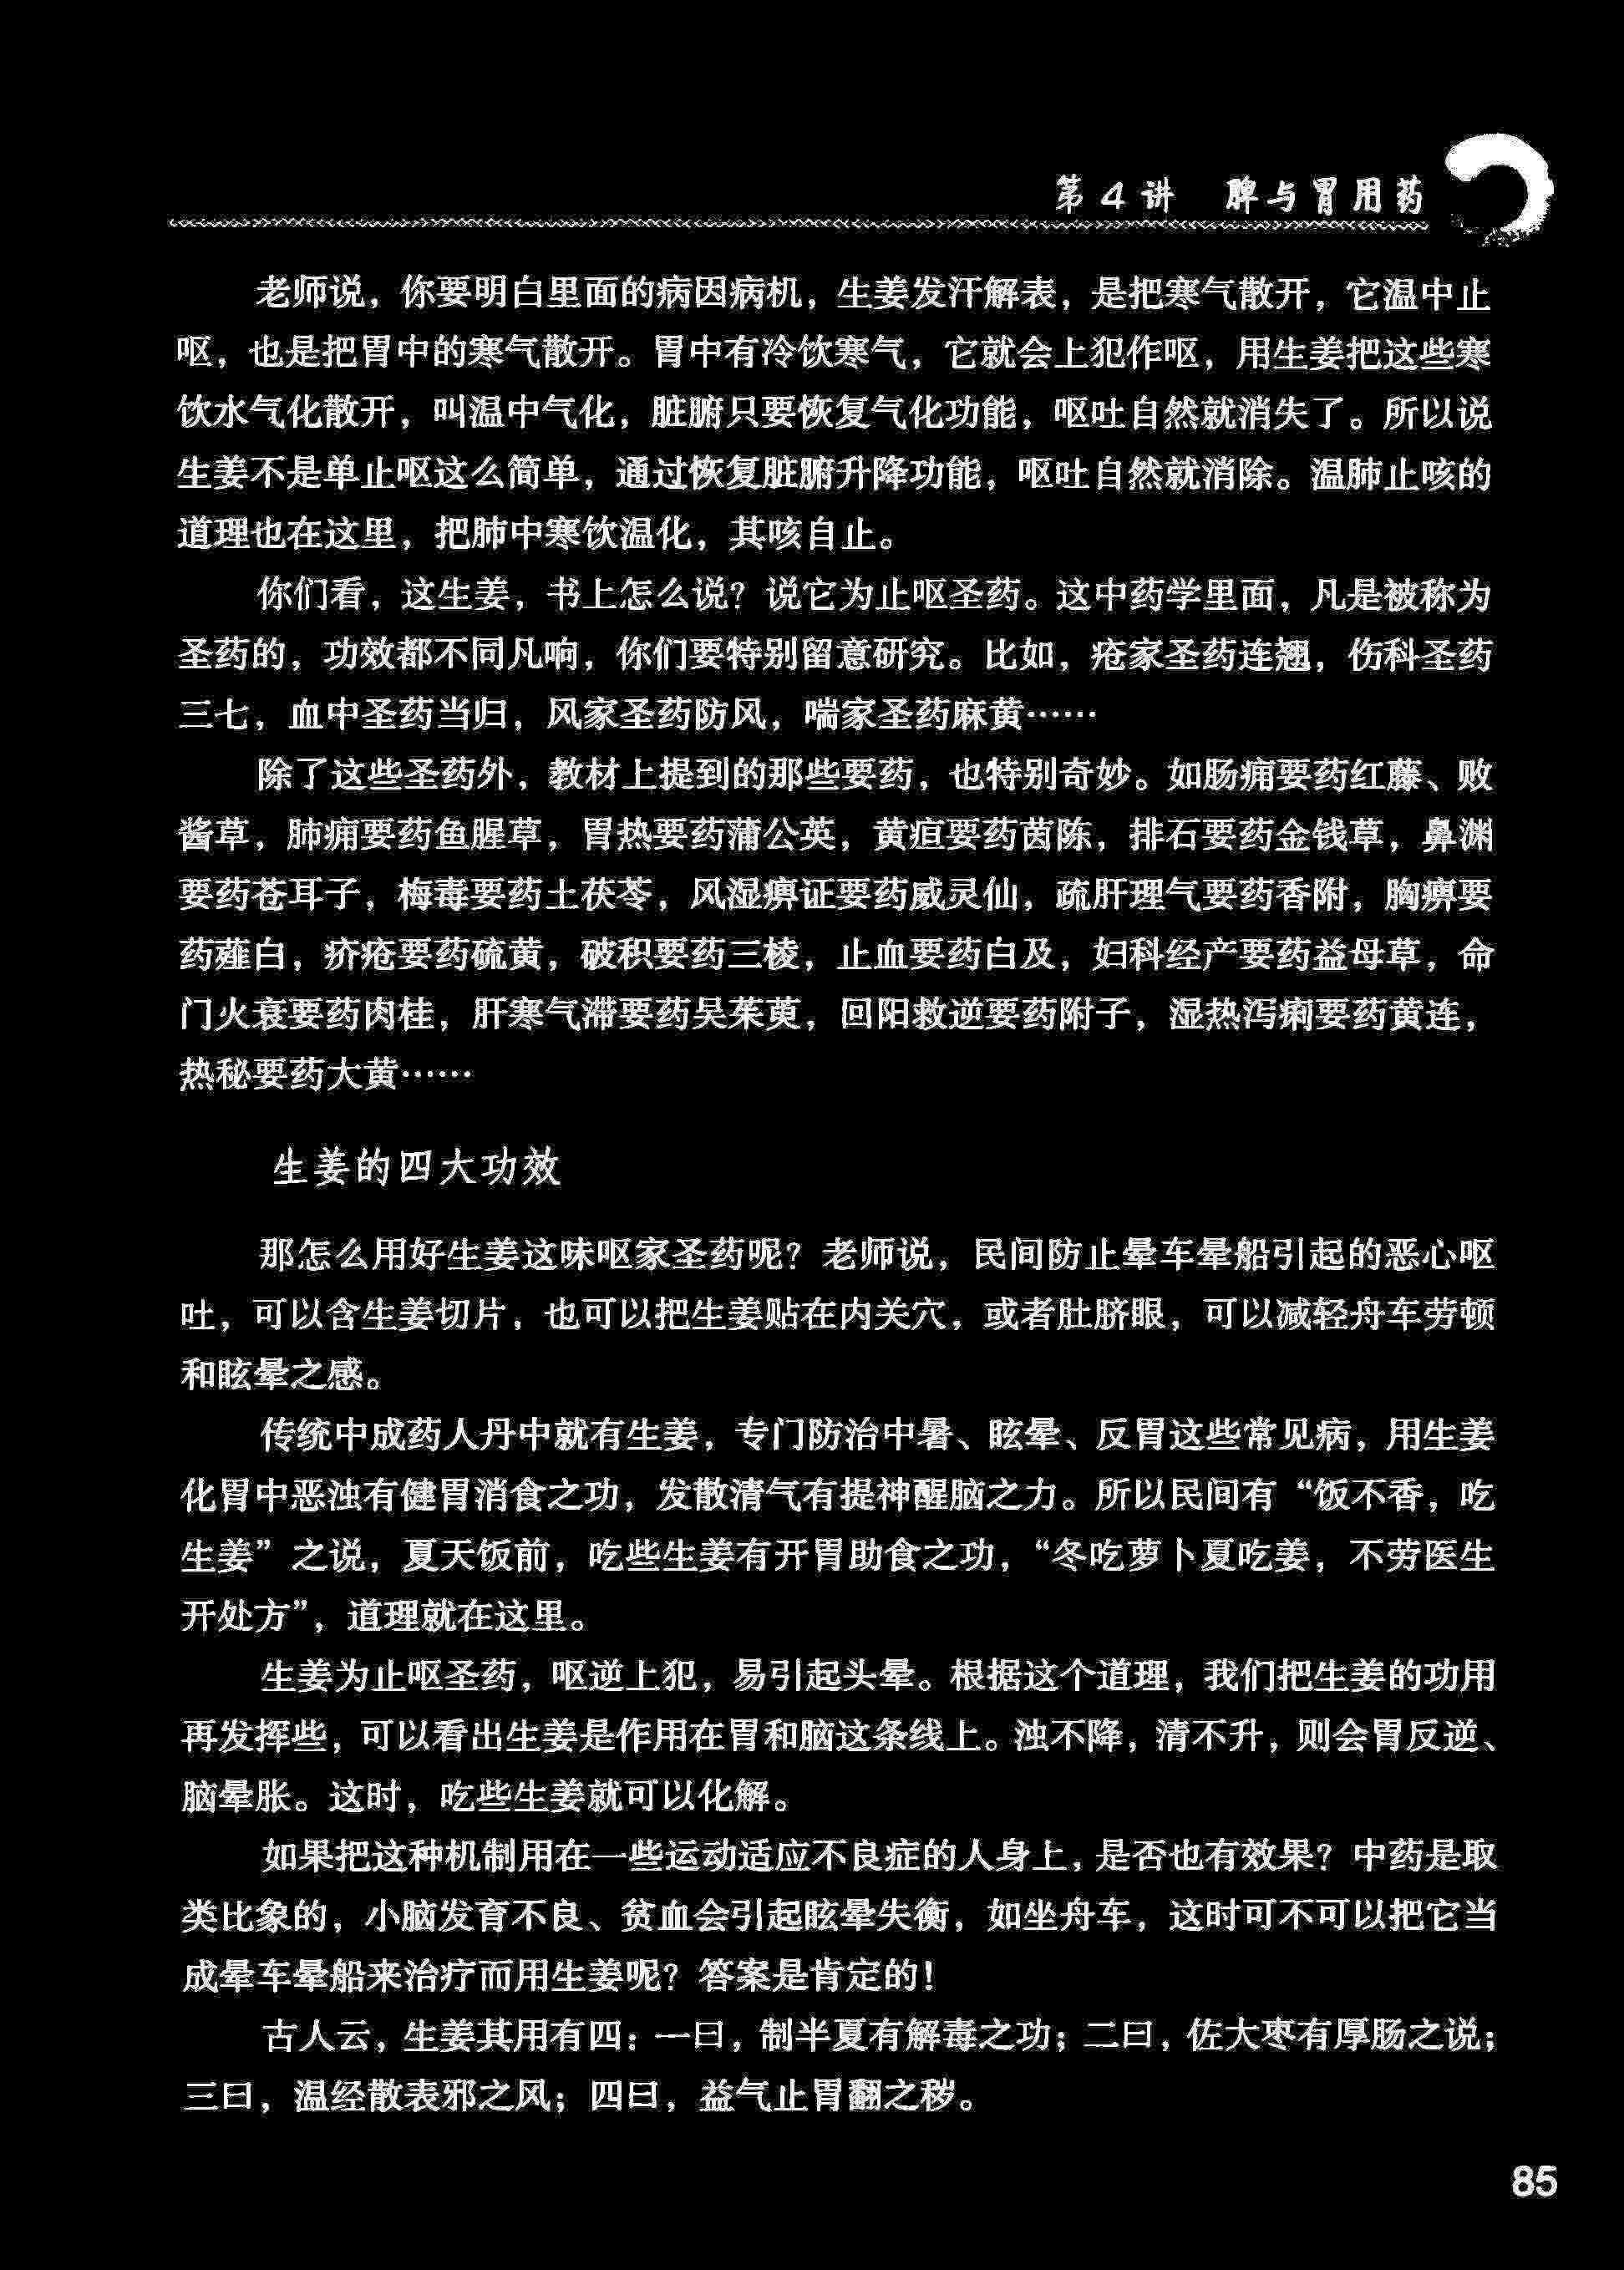 第 4 讲　脾与胃用药
老师说，你要明白里面的病因病机，生姜发汗解表，是把寒气散开，它温中止
呕，也是把胃中的寒气散开。胃中有冷饮寒气，它就会上犯作呕，用生姜把这些寒
饮水气化散开，叫温中气化，脏腑只要恢复气化功能，呕吐自然就消失了。所以说
生姜不是单止呕这么简单，通过恢复脏腑升降功能，呕吐自然就消除。温肺止咳的
道理也在这里，把肺中寒饮温化，其咳自止。
你们看，这生姜，书上怎么说？说它为止呕圣药。这中药学里面，凡是被称为
圣药的，功效都不同凡响，你们要特别留意研究。比如，疮家圣药连翘，伤科圣药
三七，血中圣药当归，风家圣药防风，喘家圣药麻黄……
除了这些圣药外，教材上提到的那些要药，也特别奇妙。如肠痈要药红藤、败
酱草，肺痈要药鱼腥草，胃热要药蒲公英，黄疸要药茵陈，排石要药金钱草，鼻渊
要药苍耳子，梅毒要药土茯苓，风湿痹证要药威灵仙，疏肝理气要药香附，胸痹要
药薤白，疥疮要药硫黄，破积要药三棱，止血要药白及，妇科经产要药益母草，命
门火衰要药肉桂，肝寒气滞要药吴茱萸，回阳救逆要药附子，湿热泻痢要药黄连，
热秘要药大黄……
生姜的四大功效
那怎么用好生姜这味呕家圣药呢？老师说，民间防止晕车晕船引起的恶心呕
吐，可以含生姜切片，也可以把生姜贴在内关穴，或者肚脐眼，可以减轻舟车劳顿
和眩晕之感。
传统中成药人丹中就有生姜，专门防治中暑、眩晕、反胃这些常见病，用生姜
化胃中恶浊有健胃消食之功，发散清气有提神醒脑之力。所以民间有“饭不香，吃
生姜”之说，夏天饭前，吃些生姜有开胃助食之功，“冬吃萝卜夏吃姜，不劳医生
开处方”，道理就在这里。
生姜为止呕圣药，呕逆上犯，易引起头晕。根据这个道理，我们把生姜的功用
再发挥些，可以看出生姜是作用在胃和脑这条线上。浊不降，清不升，则会胃反逆、
脑晕胀。这时，吃些生姜就可以化解。
如果把这种机制用在一些运动适应不良症的人身上，是否也有效果？中药是取
类比象的，小脑发育不良、贫血会引起眩晕失衡，如坐舟车，这时可不可以把它当
成晕车晕船来治疗而用生姜呢？答案是肯定的！
古人云，生姜其用有四：一曰，制半夏有解毒之功；二曰，佐大枣有厚肠之说；
三曰，温经散表邪之风；四曰，益气止胃翻之秽。
85